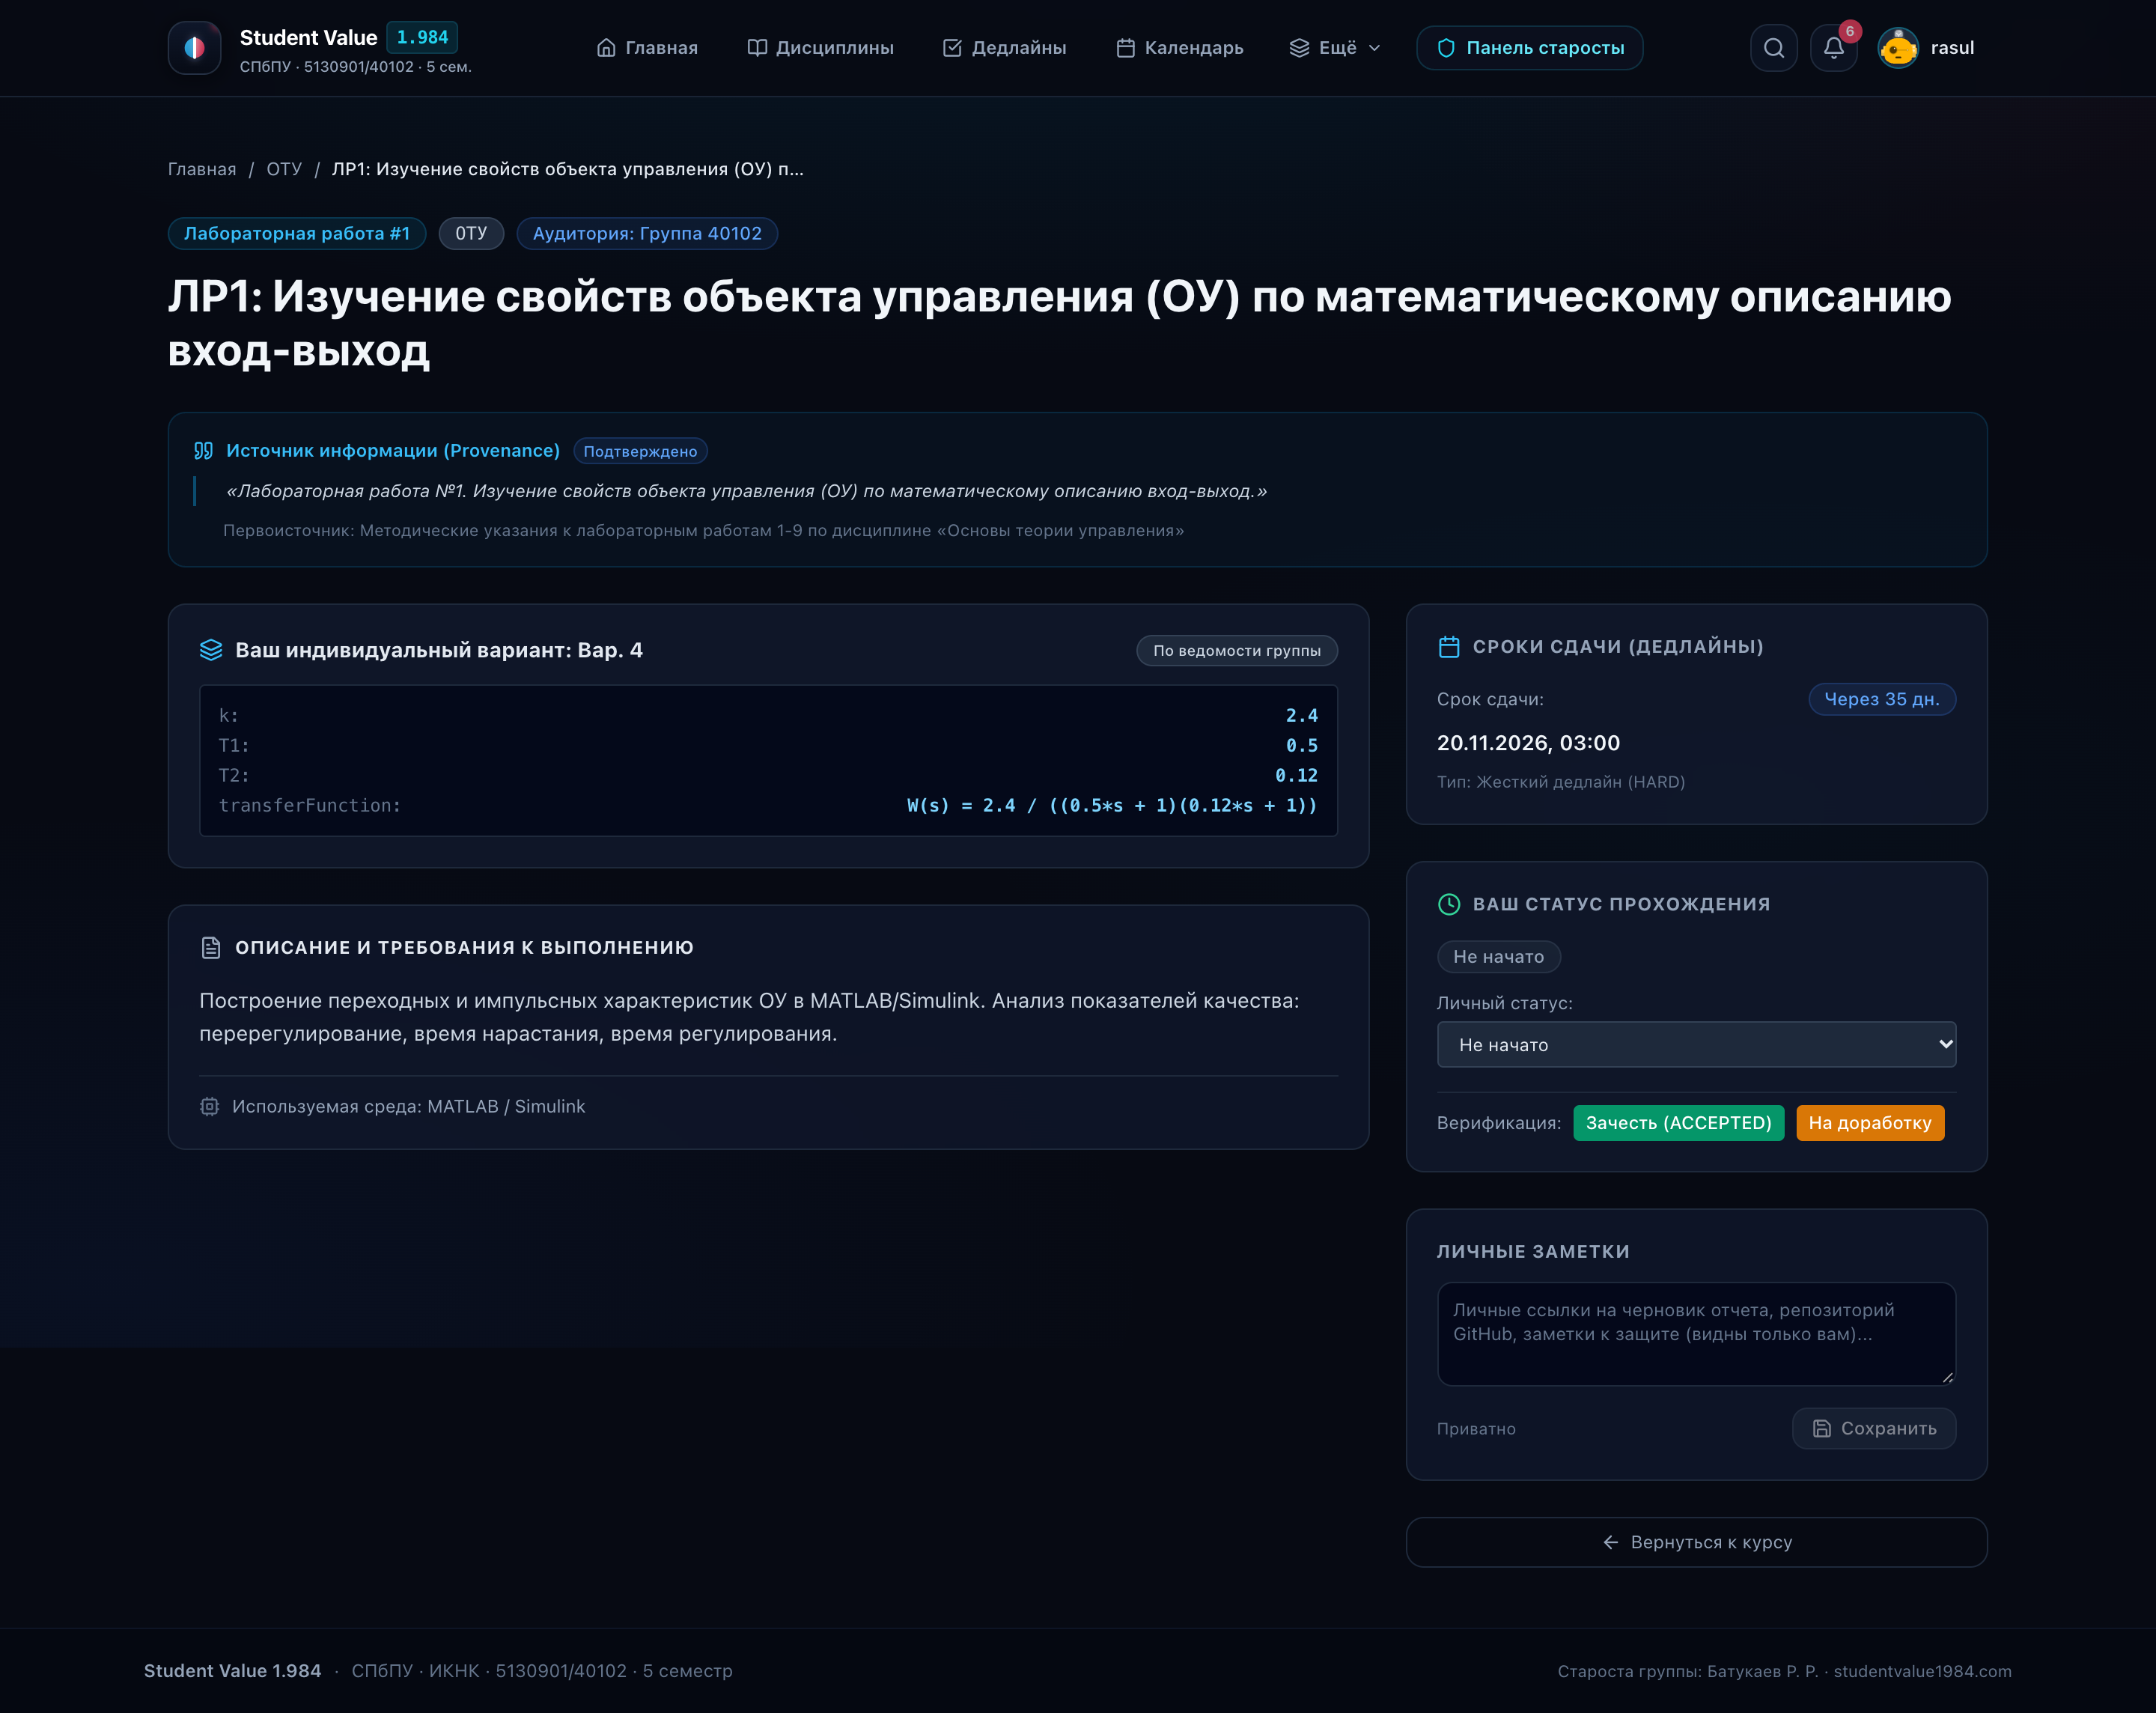 Student Value 1.984
СПбПУ · 5130901/40102 · 5 сем.
Главная
Дисциплины
Дедлайны
Календарь
Ещё
Панель старосты
6
rasul
Главная / ОТУ / ЛР1: Изучение свойств объекта управления (ОУ) п...
Лабораторная работа #1
ОТУ
Аудитория: Группа 40102
ЛР1: Изучение свойств объекта управления (ОУ) по математическому описанию
вход-выход
Источник информации (Provenance) Подтверждено
«Лабораторная работа №1. Изучение свойств объекта управления (ОУ) по математическому описанию вход-выход.»
Первоисточник: Методические указания к лабораторным работам 1-9 по дисциплине «Основы теории управления»
Ваш индивидуальный вариант: Вар. 4
По ведомости группы
k: 2.4
T1: 0.5
T2: 0.12
transferFunction: W(s) = 2.4 / ((0.5*s + 1)(0.12*s + 1))
ОПИСАНИЕ И ТРЕБОВАНИЯ К ВЫПОЛНЕНИЮ
Построение переходных и импульсных характеристик ОУ в MATLAB/Simulink. Анализ показателей качества:
перерегулирование, время нарастания, время регулирования.
Используемая среда: MATLAB / Simulink
СРОКИ СДАЧИ (ДЕДЛАЙНЫ)
Срок сдачи: Через 35 дн.
20.11.2026, 03:00
Тип: Жесткий дедлайн (HARD)
ВАШ СТАТУС ПРОХОЖДЕНИЯ
Не начато
Личный статус:
Не начато
Верификация: Зачесть (ACCEPTED) На доработку
ЛИЧНЫЕ ЗАМЕТКИ
Личные ссылки на черновик отчета, репозиторий
GitHub, заметки к защите (видны только вам)...
Приватно
Сохранить
Вернуться к курсу
Student Value 1.984 · СПбПУ · ИКНК · 5130901/40102 · 5 семестр
Староста группы: Батукаев Р. Р. · studentvalue1984.com